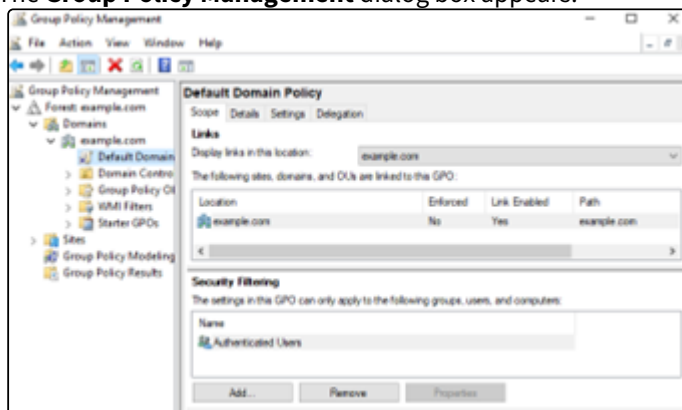 The Group Policy Management dialog box appears.
Group Policy Management
File Action View Window Help
Group Policy Management
Forest: example.com
Domains
example.com
Default Domain
Domain Contro
Group Policy Ob
WMI Filters
Starter GPOs
Sites
Group Policy Modeling
Group Policy Results
Default Domain Policy
Scope Details Settings Delegation
Links
Display links in this location: example.com
The following sites, domains, and OUs are linked to this GPO:
Location Enforced Link Enabled Path
example.com No Yes example.com
Security Filtering
The settings in this GPO can only apply to the following groups, users, and computers:
Name
Authenticated Users
Add... Remove Properties